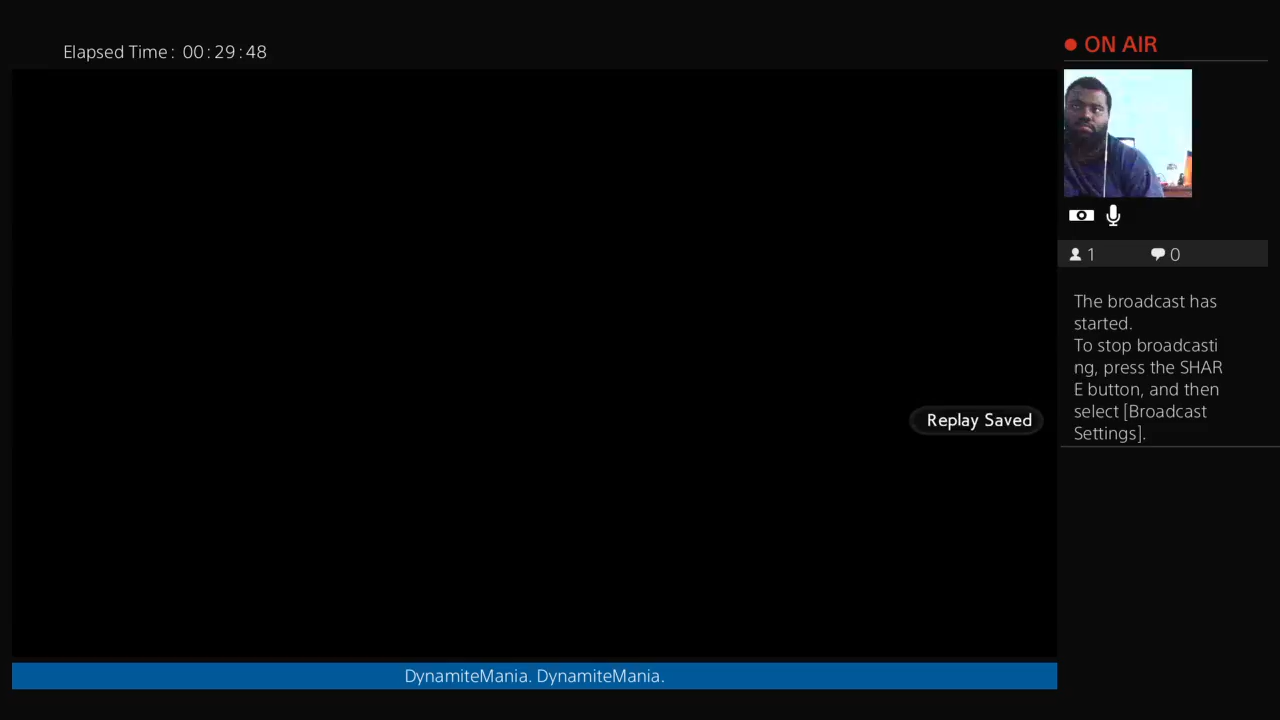 Elapsed Time: 00:29:48
ON AIR
1
0
The broadcast has
started.
To stop broadcasti
ng, press the SHAR
E button, and then
select [Broadcast
Settings].
Replay Saved
DynamiteMania. DynamiteMania.